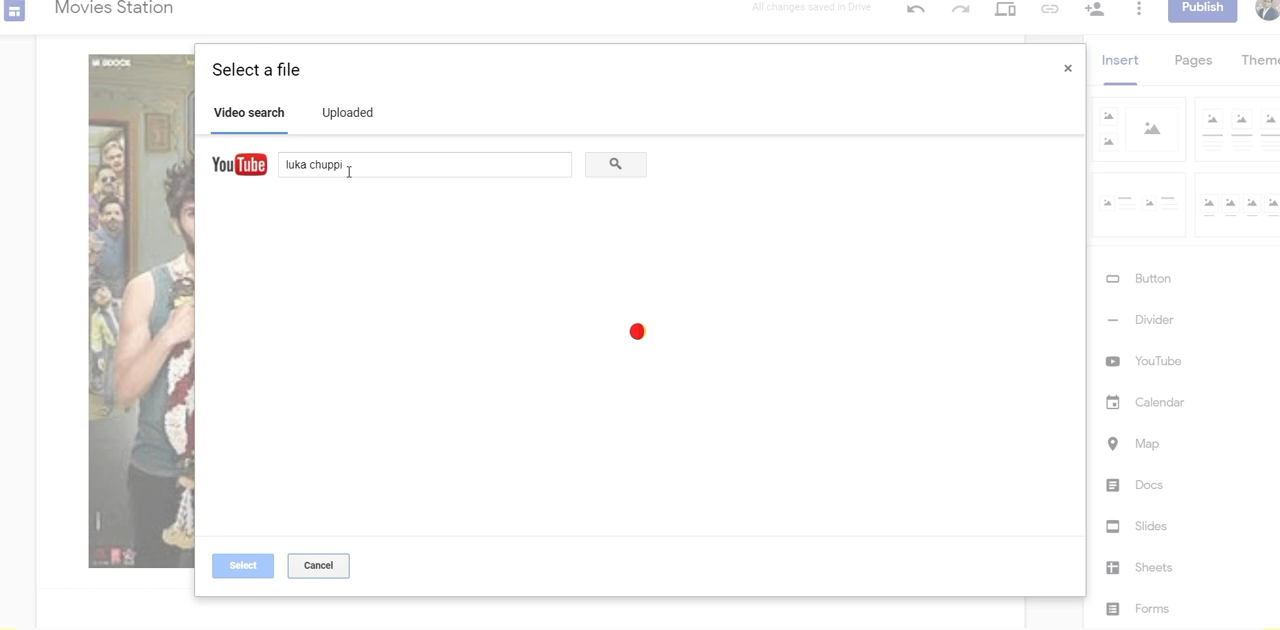 Movies Station
All changes saved in Drive
Publish
Select a file
×
Video search
Uploaded
YouTube
luka chuppi
Select
Cancel
Insert
Pages
Theme
Button
Divider
YouTube
Calendar
Map
Docs
Slides
Sheets
Forms